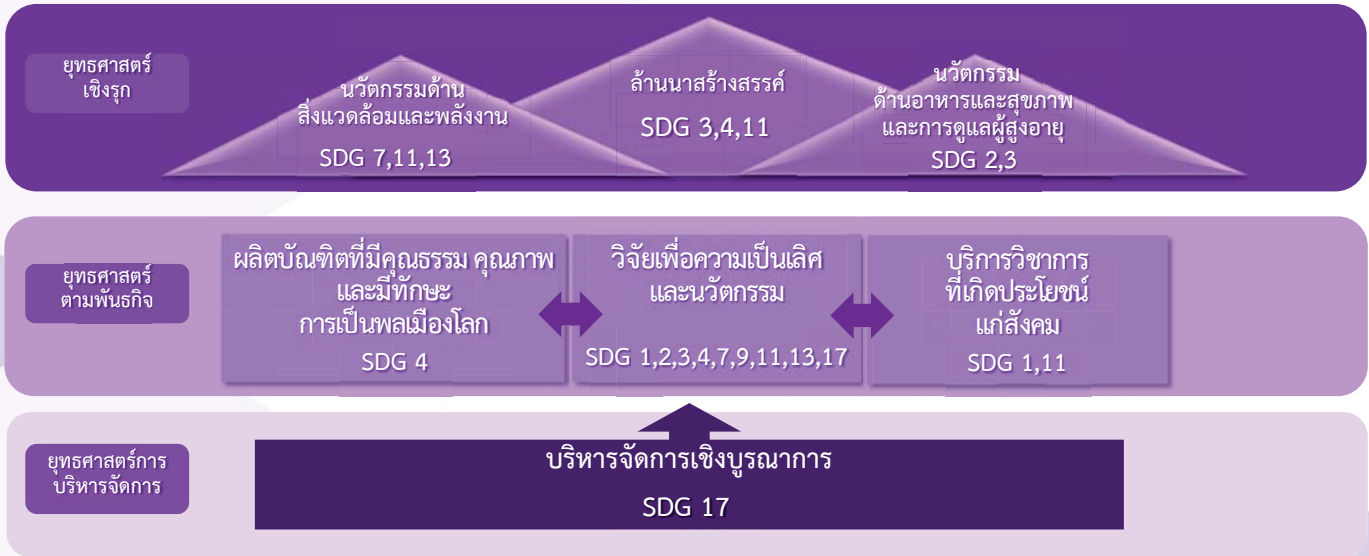 ยุทธศาสตร์
เชิงรุก
นวัตกรรมด้าน
สิ่งแวดล้อมและพลังงาน
SDG 7,11,13
ล้านนาสร้างสรรค์
SDG 3,4,11
นวัตกรรม
ด้านอาหารและสุขภาพ
และการดูแลผู้สูงอายุ
SDG 2,3
ยุทธศาสตร์
ตามพันธกิจ
ผลิตบัณฑิตที่มีคุณธรรม คุณภาพ
และมีทักษะ
การเป็นพลเมืองโลก
SDG 4
วิจัยเพื่อความเป็นเลิศ
และนวัตกรรม
SDG 1,2,3,4,7,9,11,13,17
บริการวิชาการ
ที่เกิดประโยชน์
แก่สังคม
SDG 1,11
ยุทธศาสตร์การ
บริหารจัดการ
บริหารจัดการเชิงบูรณาการ
SDG 17